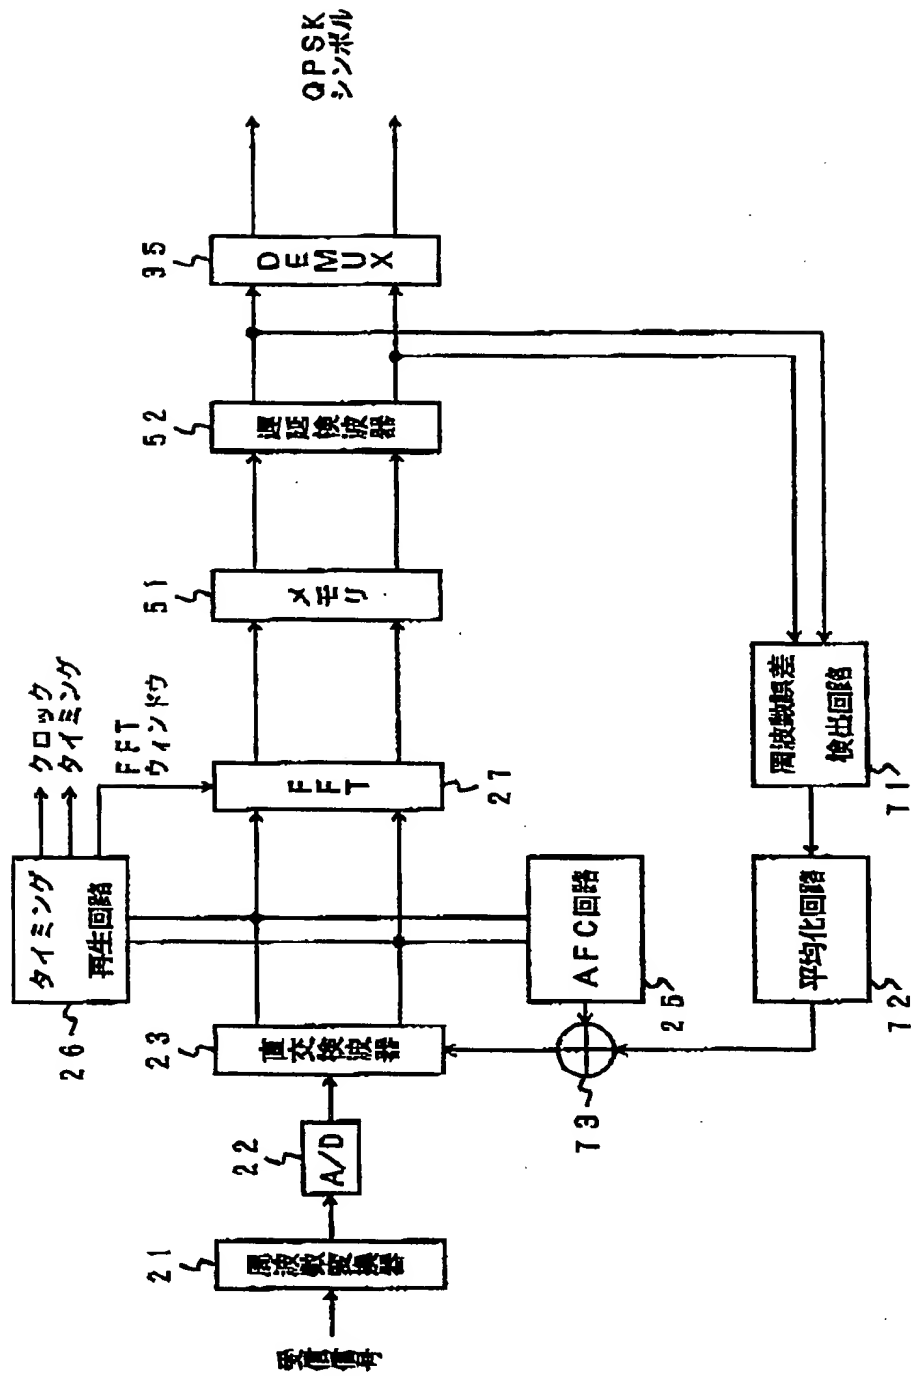 受信信号
周波数変換器
21
A/D
22
直交検波器
23
タイミング
再生回路
26
クロック
タイミング
FFT
ウィンドウ
FFT
27
メモリ
51
遅延検波器
52
DEMUX
35
QPSK
シンボル
AFC回路
25
73
周波数誤差
検出回路
71
平均化回路
72